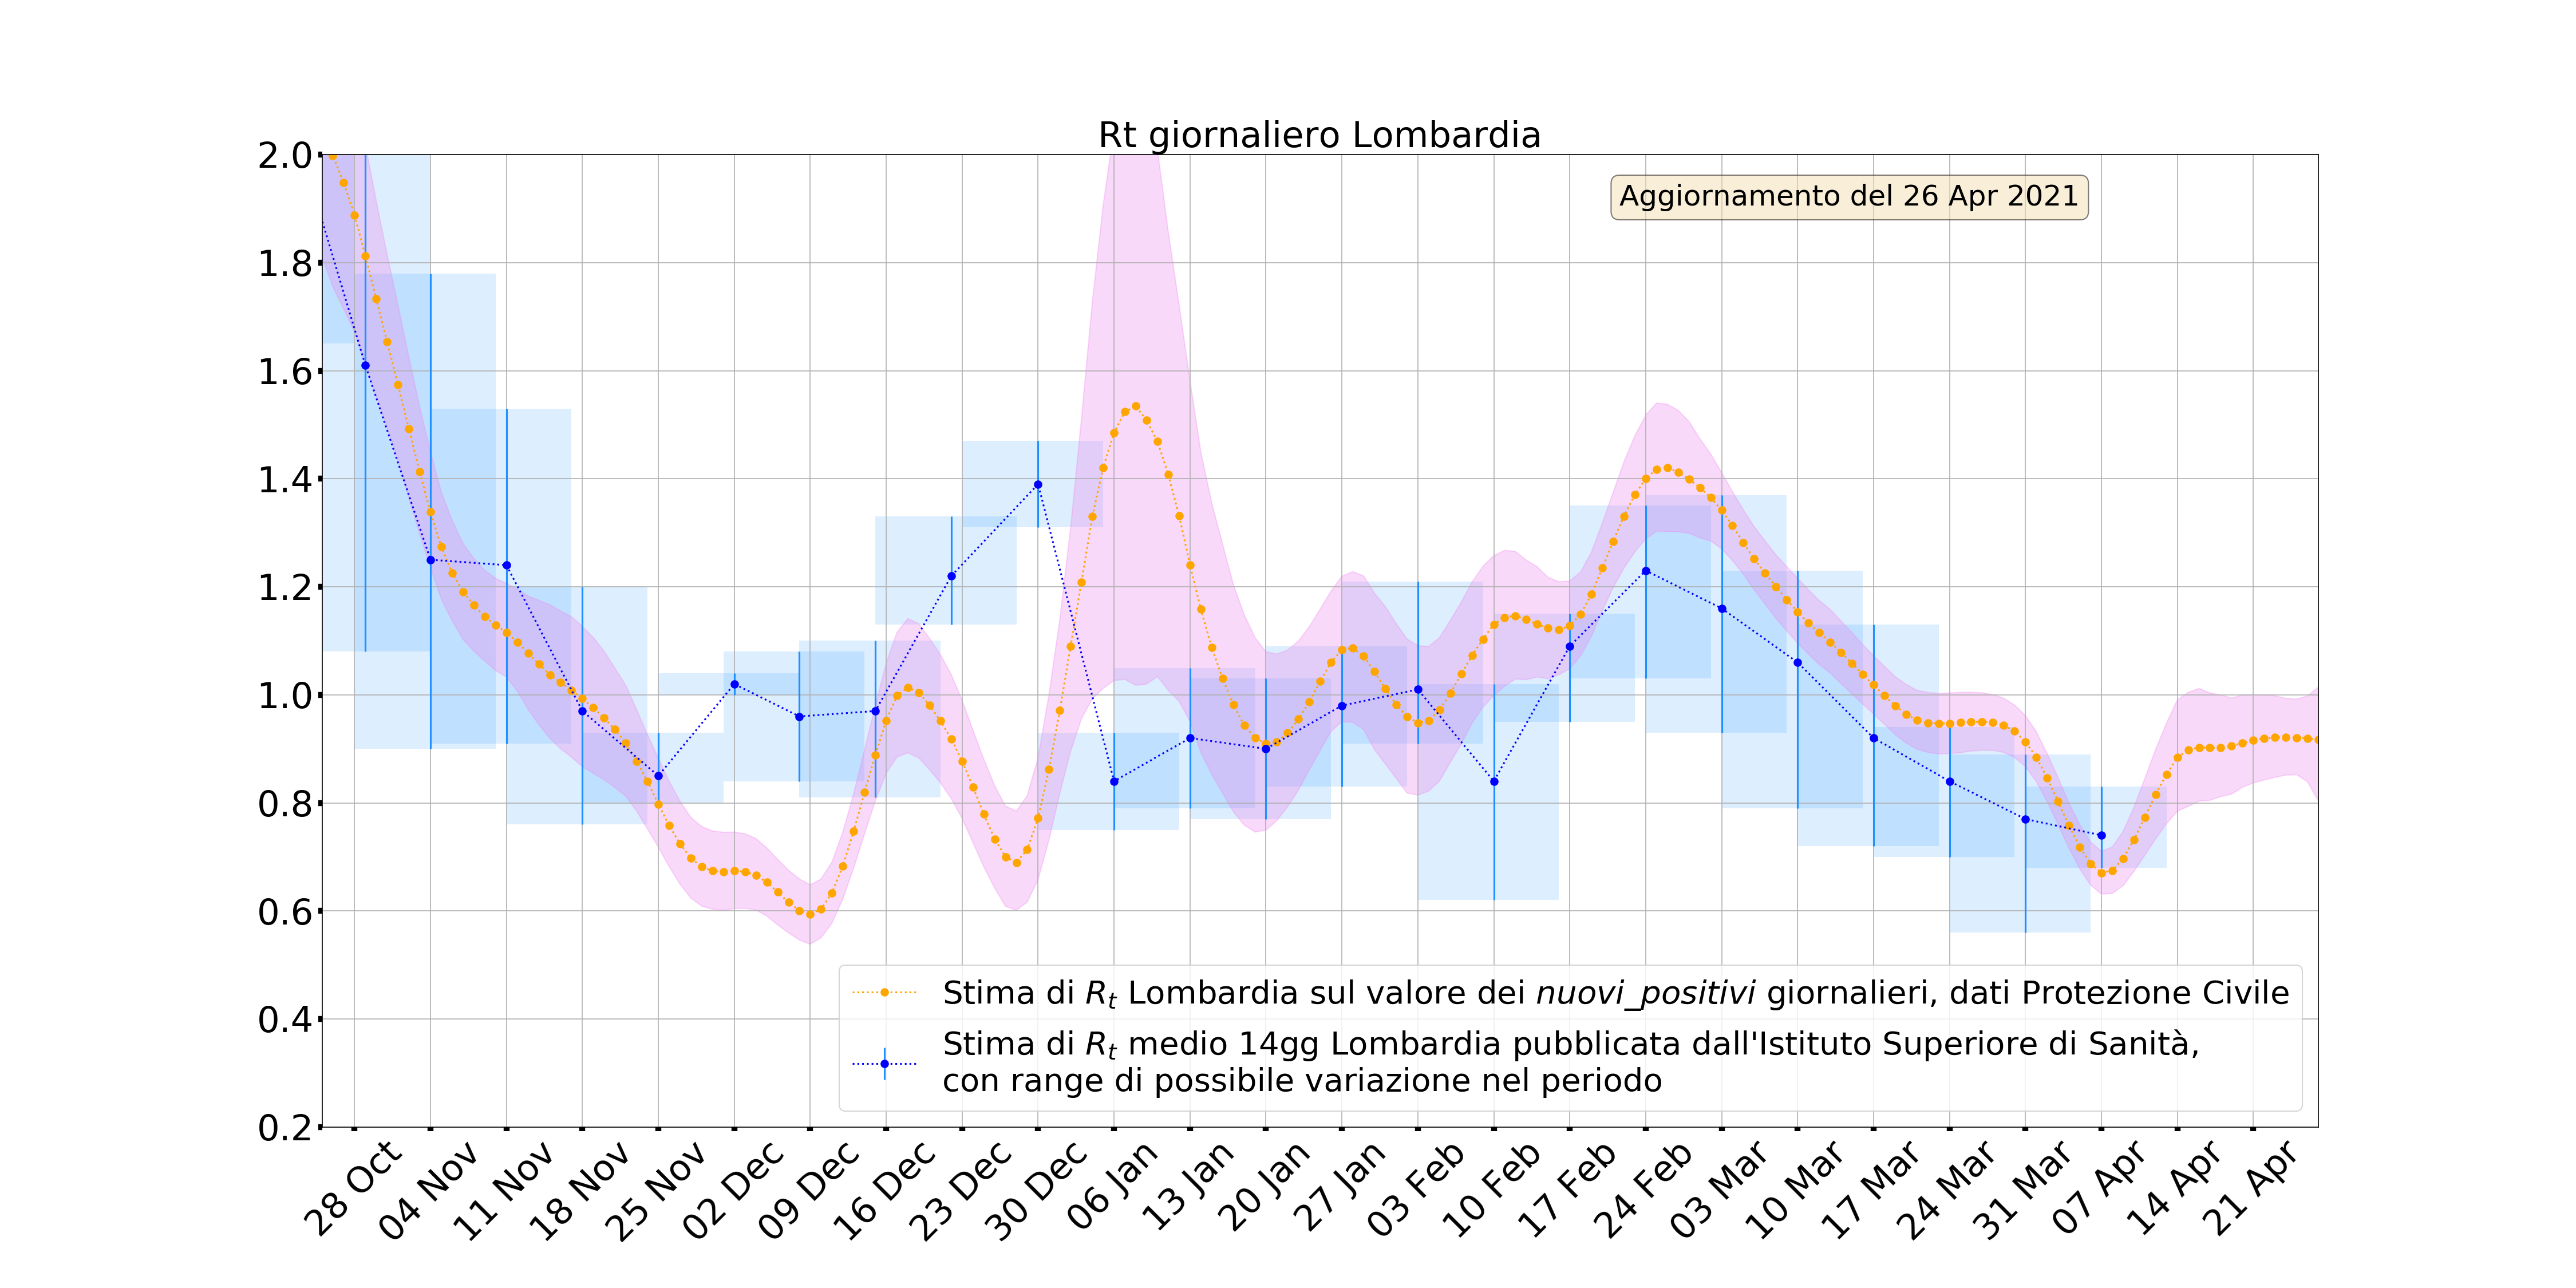 Rt giornaliero Lombardia
Aggiornamento del 26 Apr 2021
2.0
1.8
1.6
1.4
1.2
1.0
0.8
0.6
0.4
0.2
Stima di Rt Lombardia sul valore dei nuovi_positivi giornalieri, dati Protezione Civile
Stima di Rt medio 14gg Lombardia pubblicata dall'Istituto Superiore di Sanità,
con range di possibile variazione nel periodo
28 Oct
04 Nov
11 Nov
18 Nov
25 Nov
02 Dec
09 Dec
16 Dec
23 Dec
30 Dec
06 Jan
13 Jan
20 Jan
27 Jan
03 Feb
10 Feb
17 Feb
24 Feb
03 Mar
10 Mar
17 Mar
24 Mar
31 Mar
07 Apr
14 Apr
21 Apr